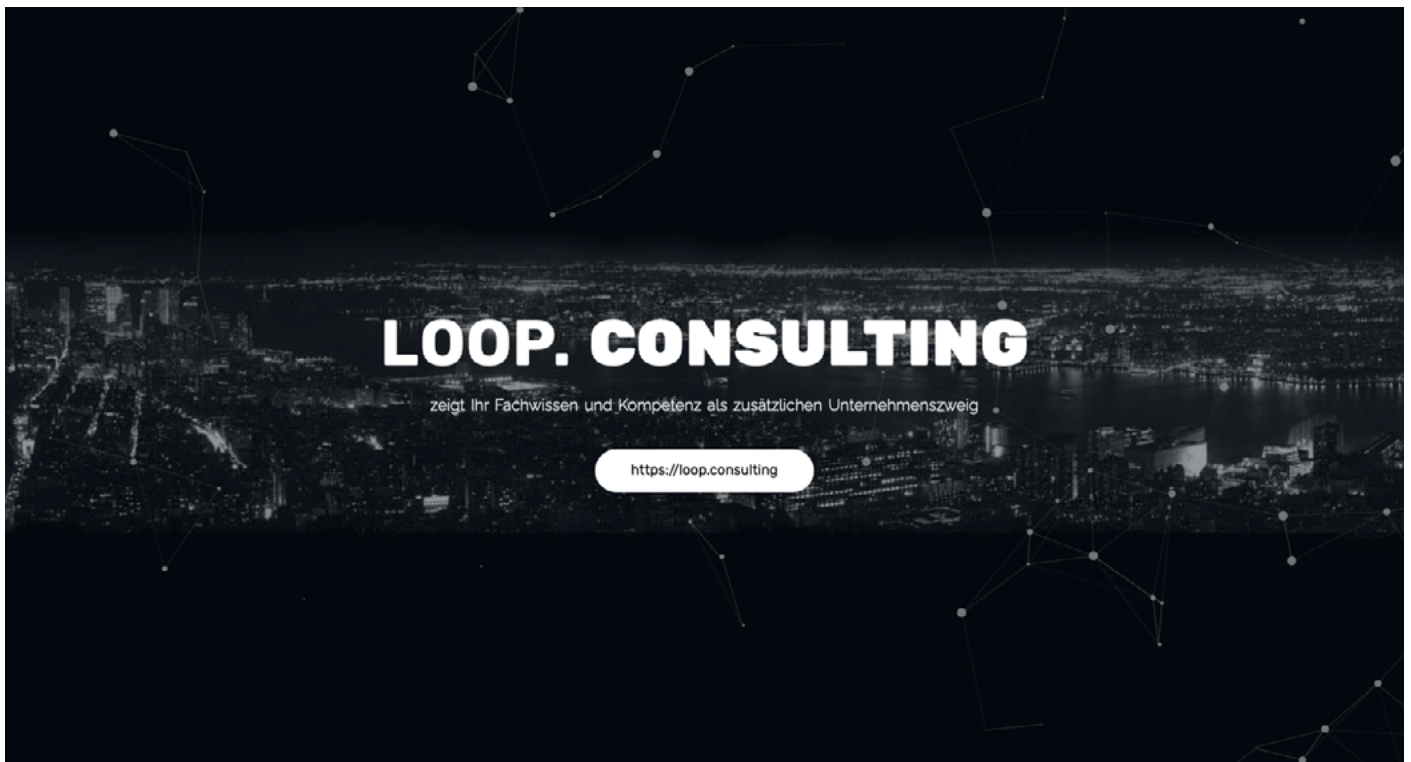 LOOP. CONSULTING
zeigt Ihr Fachwissen und Kompetenz als zusätzlichen Unternehmenszweig
https://loop.consulting